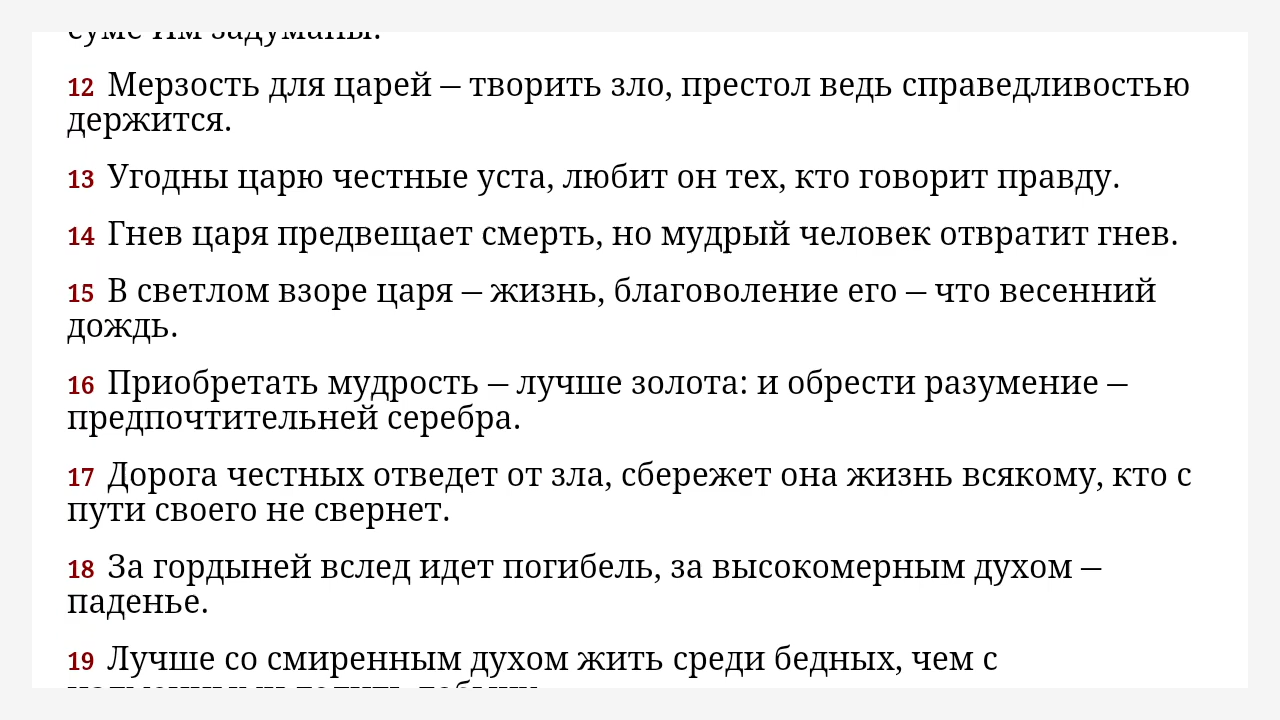 суме Им задуманы.
12 Мерзость для царей – творить зло, престол ведь справедливостью
держится.
13 Угодны царю честные уста, любит он тех, кто говорит правду.
14 Гнев царя предвещает смерть, но мудрый человек отвратит гнев.
15 В светлом взоре царя – жизнь, благоволение его – что весенний
дождь.
16 Приобретать мудрость – лучше золота: и обрести разумение –
предпочтительней серебра.
17 Дорога честных отведет от зла, сбережет она жизнь всякому, кто с
пути своего не свернет.
18 За гордыней вслед идет погибель, за высокомерным духом –
паденье.
19 Лучше со смиренным духом жить среди бедных, чем с